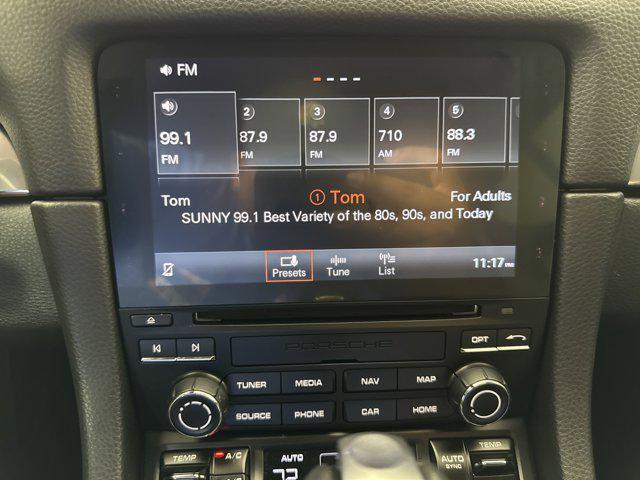 FM
2 3 4 5
99.1 87.9 87.9 710 88.3
FM FM FM AM FM
Tom 1 Tom For Adults
SUNNY 99.1 Best Variety of the 80s, 90s, and Today
Presets Tune List 11:17
PORSCHE
OPT
TUNER MEDIA NAV MAP
SOURCE PHONE CAR HOME
TEMP A/C AUTO AUTO TEMP
A/C 72 SYNC